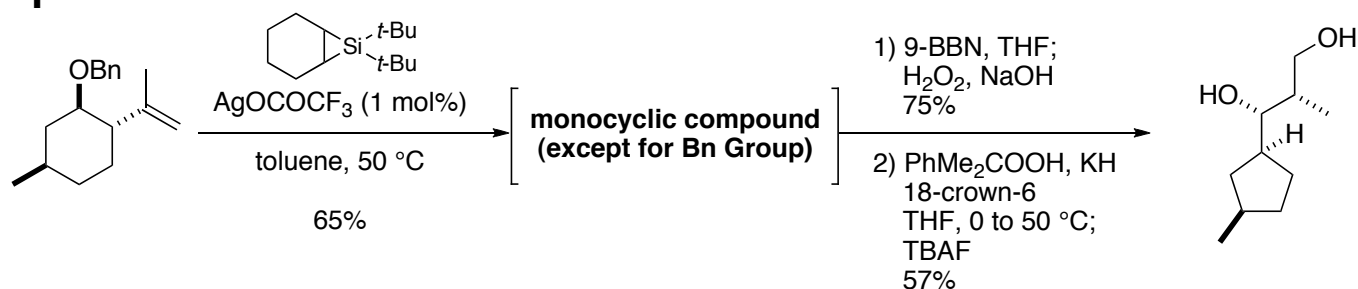 OBn
Si
t-Bu
t-Bu
AgOCOCF₃ (1 mol%)
toluene, 50 °C
65%
monocyclic compound
(except for Bn Group)
1) 9-BBN, THF;
H₂O₂, NaOH
75%
2) PhMe₂COOH, KH
18-crown-6
THF, 0 to 50 °C;
TBAF
57%
OH
HO
H